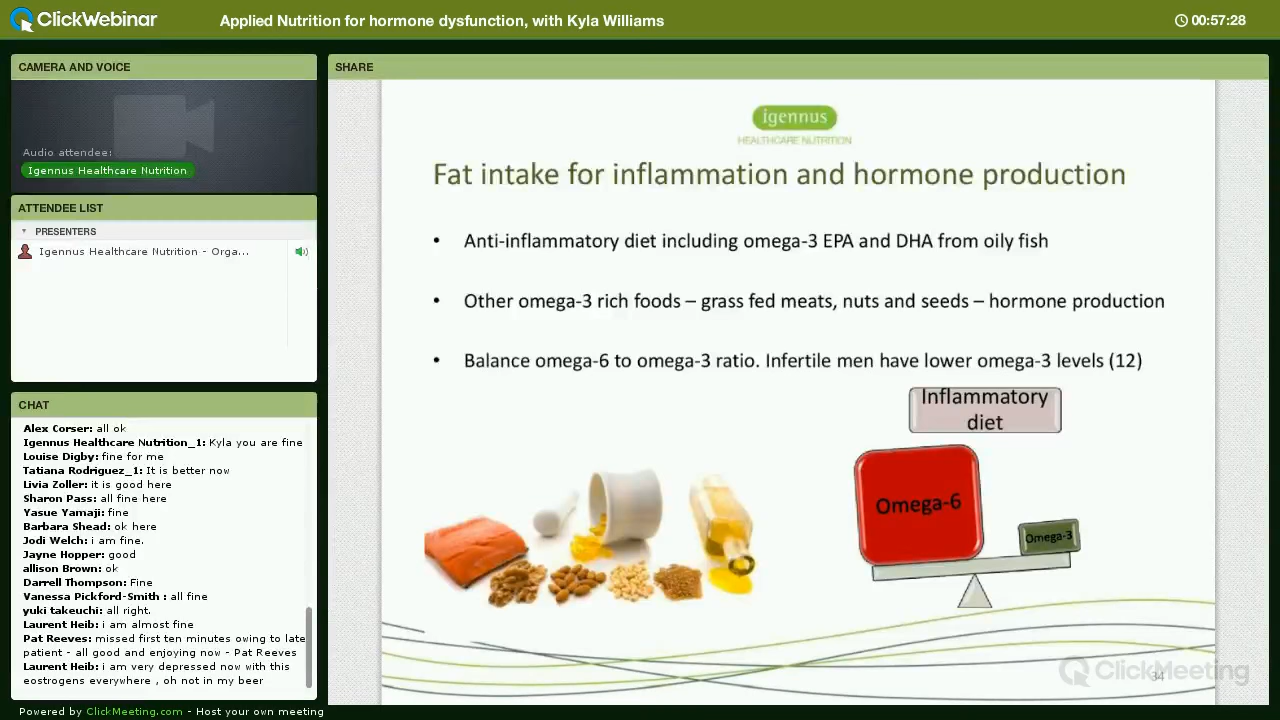 ClickWebinar
Applied Nutrition for hormone dysfunction, with Kyla Williams
00:57:28
CAMERA AND VOICE
Audio attendee:
Igennus Healthcare Nutrition
ATTENDEE LIST
PRESENTERS
Igennus Healthcare Nutrition - Orga...
CHAT
Alex Corser: all ok
Igennus Healthcare Nutrition_1: Kyla you are fine
Louise Digby: fine for me
Tatiana Rodriguez_1: It is better now
Livia Zoller: it is good here
Sharon Pass: all fine here
Yasue Yamaji: fine
Barbara Shead: ok here
Jodi Welch: i am fine.
Jayne Hopper: good
allison Brown: ok
Darrell Thompson: Fine
Vanessa Pickford-Smith : all fine
yuki takeuchi: all right.
Laurent Heib: i am almost fine
Pat Reeves: missed first ten minutes owing to late
patient - all good and enjoying now - Pat Reeves
Laurent Heib: I am very depressed now with this
eostrogens everywhere , oh not in my beer
SHARE
igennus
HEALTHCARE NUTRITION
Fat intake for inflammation and hormone production
• Anti-inflammatory diet including omega-3 EPA and DHA from oily fish
• Other omega-3 rich foods – grass fed meats, nuts and seeds – hormone production
• Balance omega-6 to omega-3 ratio. Infertile men have lower omega-3 levels (12)
Inflammatory
diet
Omega-6
Omega-3
ClickMeeting
34
Powered by ClickMeeting.com - Host your own meeting